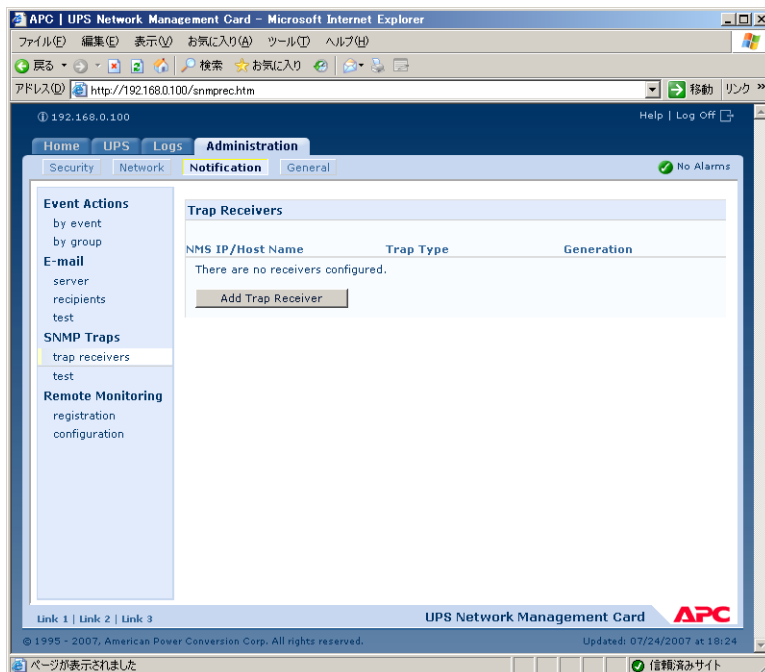 APC | UPS Network Management Card - Microsoft Internet Explorer
ファイル(F) 編集(E) 表示(V) お気に入り(A) ツール(T) ヘルプ(H)
戻る 検索 お気に入り
アドレス(D) http://192.168.0.100/snmprec.htm 移動 リンク »
192.168.0.100 Help | Log Off
Home UPS Logs Administration
Security Network Notification General No Alarms
Event Actions
by event
by group
E-mail
server
recipients
test
SNMP Traps
trap receivers
test
Remote Monitoring
registration
configuration
Trap Receivers
NMS IP/Host Name Trap Type Generation
There are no receivers configured.
Add Trap Receiver
Link 1 | Link 2 | Link 3 UPS Network Management Card APC
© 1995 - 2007, American Power Conversion Corp. All rights reserved. Updated: 07/24/2007 at 18:24
ページが表示されました 信頼済みサイト